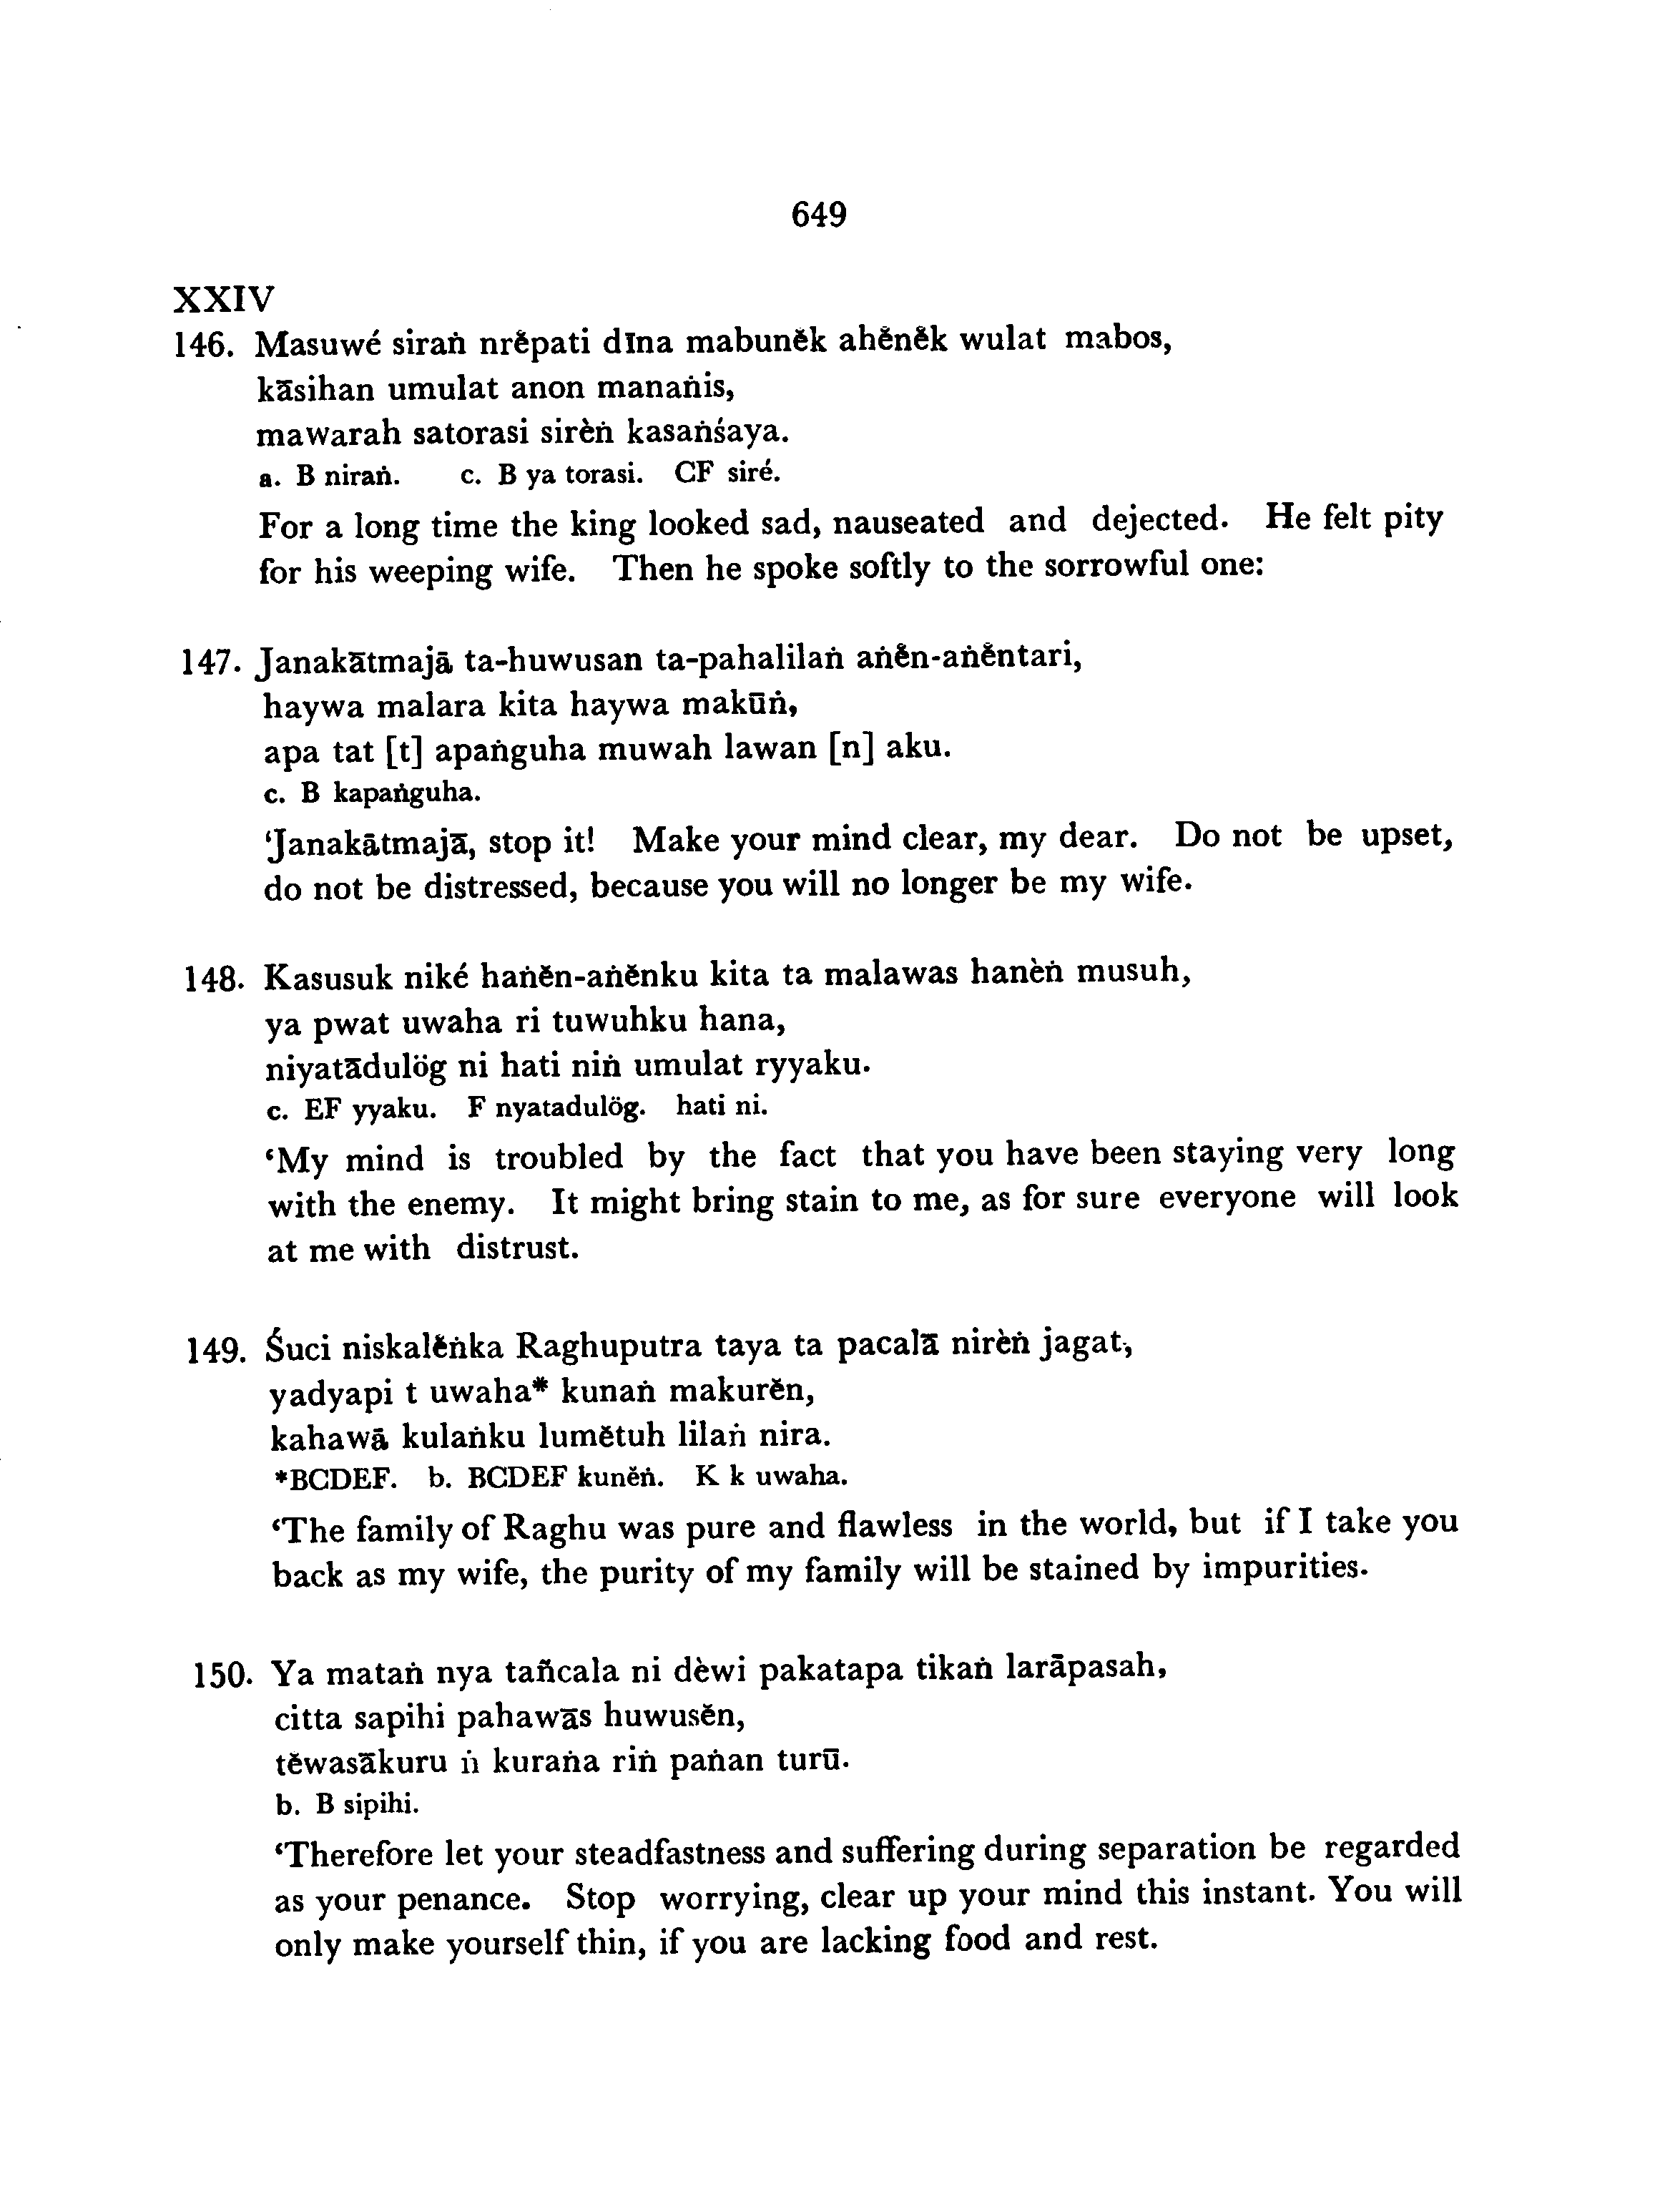 649
XXIV
146. Masuwé siraṅ nrĕpati dīna mabunĕk ahĕnĕk wulat mabos,
kāsihan umulat anon manaṅis,
mawarah satorasi sirèṅ kasaṅśaya.
a. B niraṅ. c. B ya torasi. CF siré.
For a long time the king looked sad, nauseated and dejected. He felt pity
for his weeping wife. Then he spoke softly to the sorrowful one:
147. Janakātmajā ta-huwusan ta-pahalilaṅ aṅĕn-aṅĕntari,
haywa malara kita haywa makūṅ,
apa tat [t] apaṅguha muwah lawan [n] aku.
c. B kapaṅguha.
‘Janakātmajā, stop it! Make your mind clear, my dear. Do not be upset,
do not be distressed, because you will no longer be my wife.
148. Kasusuk niké haṅĕn-aṅĕnku kita ta malawas hanèṅ musuh,
ya pwat uwaha ri tuwuhku hana,
niyatādulög ni hati niṅ umulat ryyaku.
c. EF yyaku. F nyatadulög. hati ni.
‘My mind is troubled by the fact that you have been staying very long
with the enemy. It might bring stain to me, as for sure everyone will look
at me with distrust.
149. Śuci niskalĕṅka Raghuputra taya ta pacalā nirèṅ jagat,
yadyapi t uwaha* kunaṅ makurĕn,
kahawā kulaṅku lumĕtuh lilaṅ nira.
*BCDEF. b. BCDEF kunĕṅ. K k uwaha.
‘The family of Raghu was pure and flawless in the world, but if I take you
back as my wife, the purity of my family will be stained by impurities.
150. Ya mataṅ nya tañcala ni dèwi pakatapa tikaṅ larāpasah,
citta sapihi pahawās huwusĕn,
tĕwasākuru ṅ kuraṅa riṅ paṅan turū.
b. B sipihi.
‘Therefore let your steadfastness and suffering during separation be regarded
as your penance. Stop worrying, clear up your mind this instant. You will
only make yourself thin, if you are lacking food and rest.